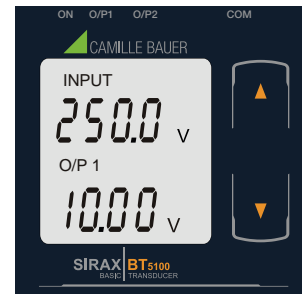 ON O/P1 O/P2 COM
CAMILLE BAUER
INPUT
250.0 V
O/P 1
10.00 V
SIRAX BT5100
BASIC TRANSDUCER